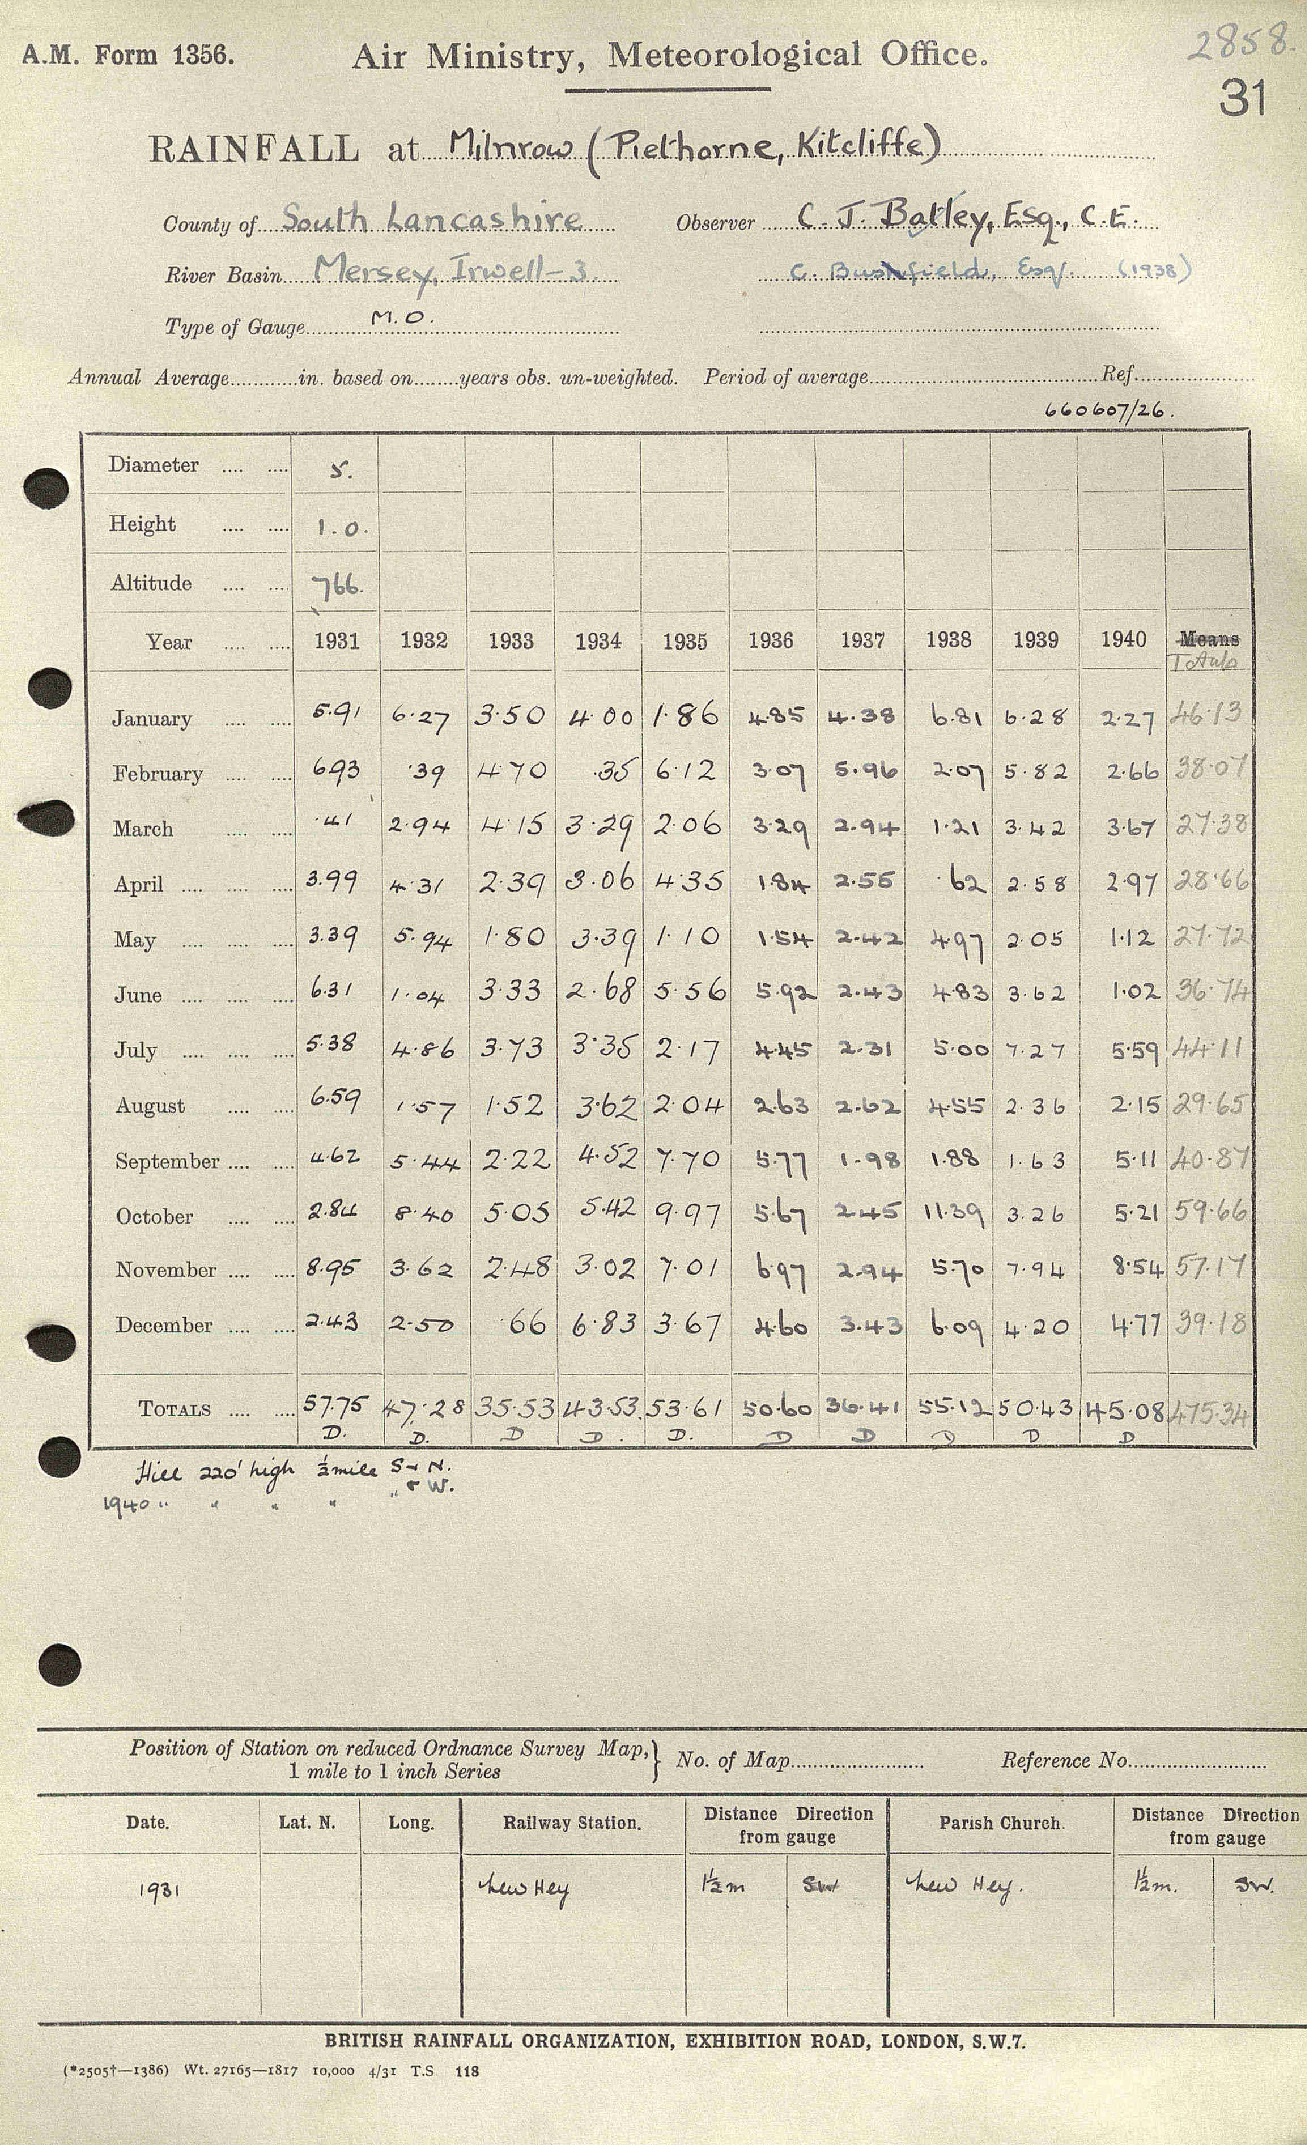 2858.
A.M. Form 1356. Air Ministry, Meteorological Office.
31
RAINFALL at Milnrow (Piethorne, Kitcliffe)
County of South Lancashire Observer C. J. Batley, Esq., C.E.
River Basin Mersey, Irwell-3. C. Bushfield, Esq. (1938)
Type of Gauge M.O.
Annual Average............in. based on........years obs. un-weighted. Period of average............Ref............
660607/26.
Diameter .... .... 5.
Height .... .... 1.0.
Altitude .... .... 766.
Year .... .... 1931 1932 1933 1934 1935 1936 1937 1938 1939 1940 Means
Totals
January .... .... 5.91 6.27 3.50 4.00 1.86 4.85 4.38 6.81 6.28 2.27 46.13
February .... .... 6.93 .39 4.70 .35 6.12 3.07 5.96 2.07 5.82 2.66 38.07
March .... .... .41 2.94 4.15 3.29 2.06 3.29 2.94 1.21 3.42 3.67 27.38
April .... .... .... 3.99 4.31 2.39 3.06 4.35 1.84 2.55 .62 2.58 2.97 28.66
May .... .... .... 3.39 5.94 1.80 3.39 1.10 1.54 2.42 4.97 2.05 1.12 27.72
June .... .... .... 6.31 1.04 3.33 2.68 5.56 5.92 2.43 4.83 3.62 1.02 36.74
July .... .... .... 5.38 4.86 3.73 3.35 2.17 4.45 2.31 5.00 7.27 5.59 44.11
August .... .... 6.59 1.57 1.52 3.62 2.04 2.63 2.62 4.55 2.36 2.15 29.65
September .... .... 4.62 5.44 2.22 4.52 7.70 5.77 1.98 1.88 1.63 5.11 40.87
October .... .... 2.84 8.40 5.05 5.42 9.97 5.67 2.45 11.39 3.26 5.21 59.66
November .... .... 8.95 3.62 2.48 3.02 7.01 6.97 2.94 5.70 7.94 8.54 57.17
December .... .... 2.43 2.50 .66 6.83 3.67 4.60 3.43 6.09 4.20 4.77 39.18
TOTALS .... .... 57.75 47.28 35.53 43.53 53.61 50.60 36.41 55.12 50.43 45.08 475.34
D. D. D D. D. D D D D D
Hill 220' high ½ mile S + N.
1940 " " " " " + W.
Position of Station on reduced Ordnance Survey Map, } No. of Map............ Reference No............
1 mile to 1 inch Series
Date. Lat. N. Long. Railway Station. Distance Direction from gauge Parish Church. Distance Direction from gauge
1931 New Hey 1½m SW New Hey. 1½m. SW.
BRITISH RAINFALL ORGANIZATION, EXHIBITION ROAD, LONDON, S.W.7.
(*2505†—1386) Wt. 27165—1817 10,000 4/31 T.S 118